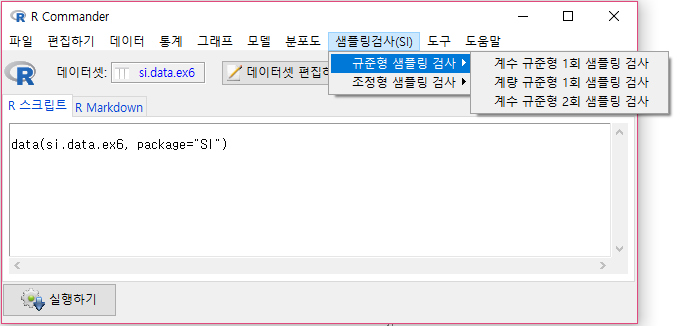 R Commander
파일 편집하기 데이터 통계 그래프 모델 분포도 샘플링검사(SI) 도구 도움말
데이터셋: si.data.ex6 데이터셋 편집하
규준형 샘플링 검사
조정형 샘플링 검사
계수 규준형 1회 샘플링 검사
계량 규준형 1회 샘플링 검사
계수 규준형 2회 샘플링 검사
R 스크립트 R Markdown
data(si.data.ex6, package="SI")
실행하기